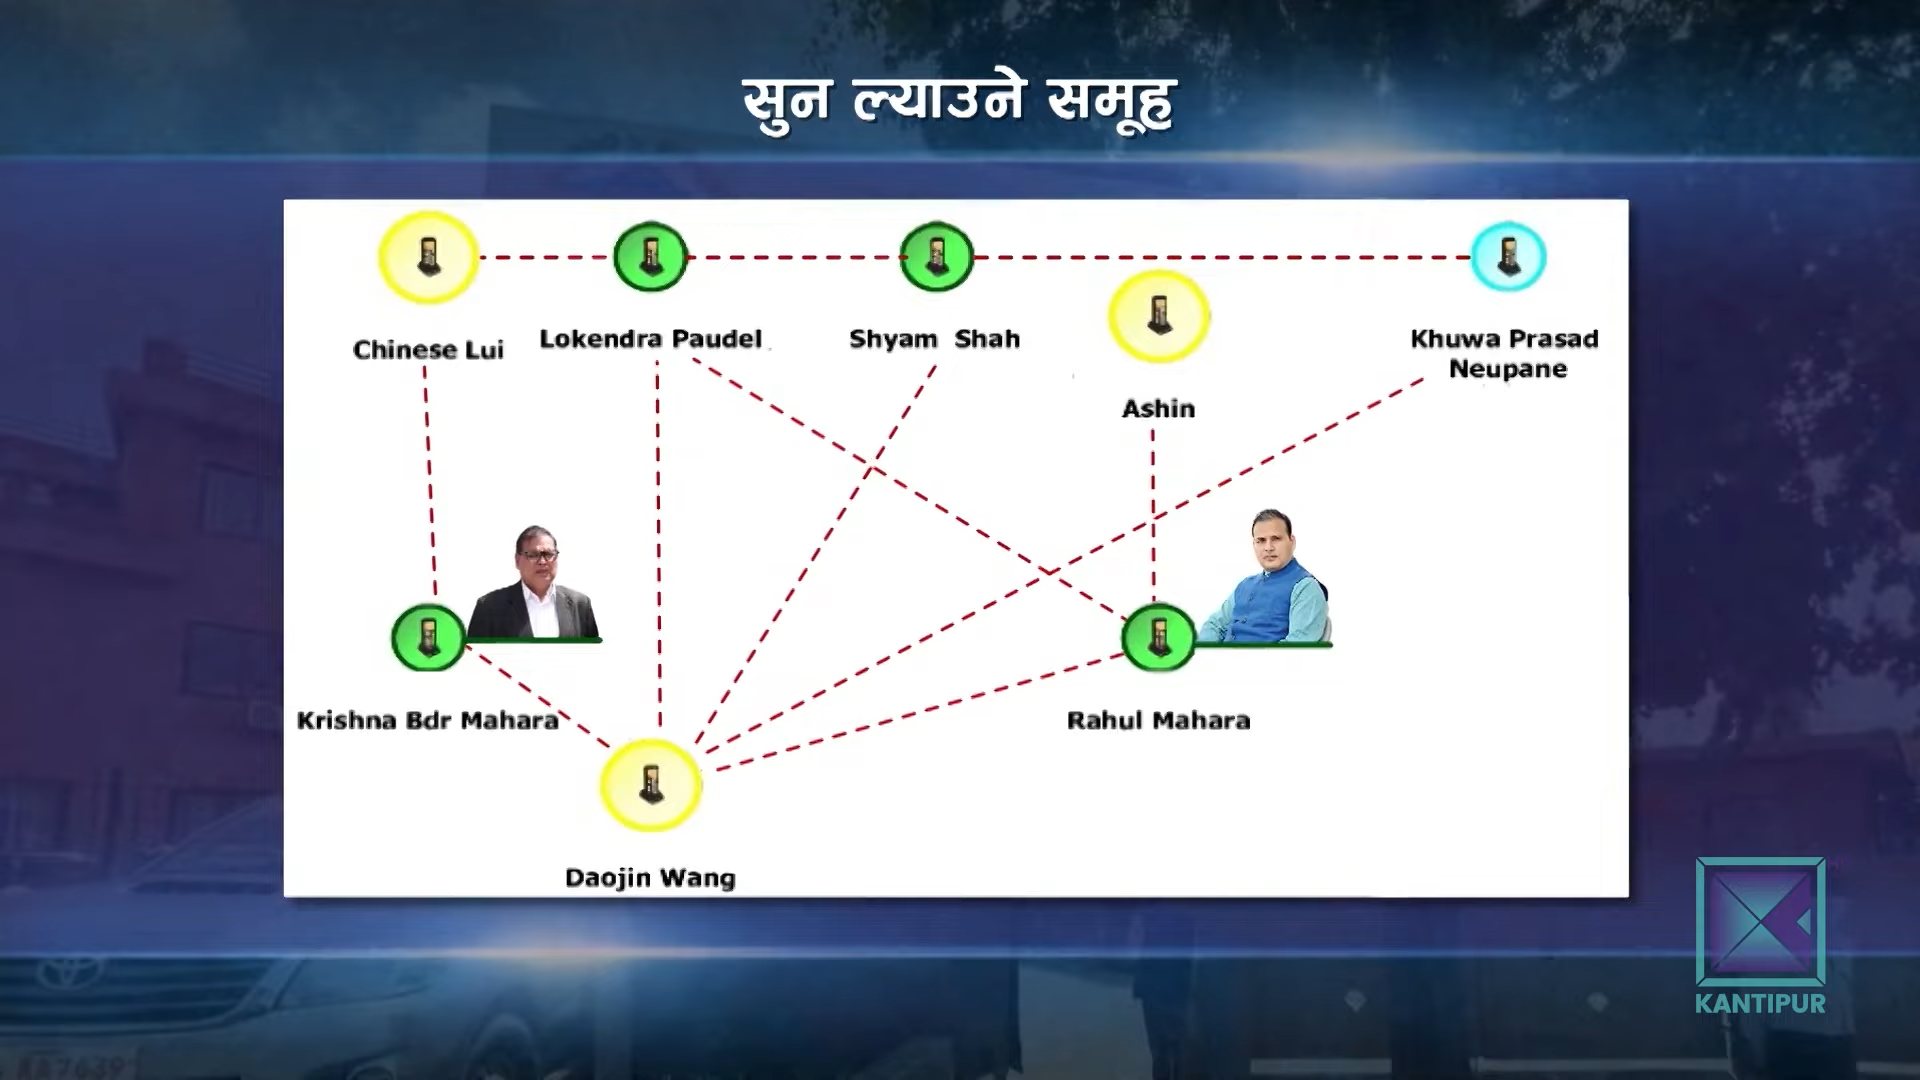 सुन ल्याउने समूह
Chinese Lui
Lokendra Paudel
Shyam Shah
Ashin
Khuwa Prasad
Neupane
Krishna Bdr Mahara
Rahul Mahara
Daojin Wang
KANTIPUR